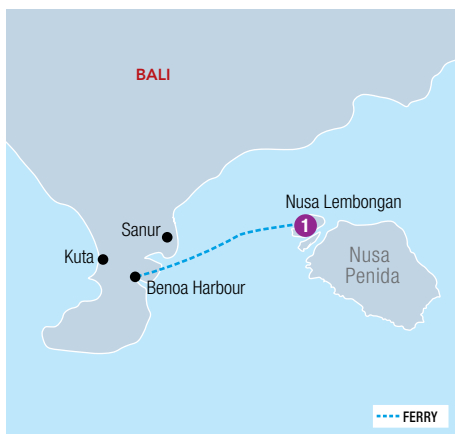 BALI
Nusa Lembongan
1
Sanur
Nusa
Penida
Kuta
Benoa Harbour
FERRY